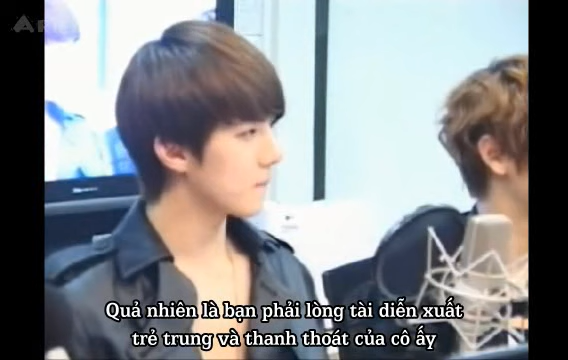 Quả nhiên là bạn phải lòng tài diễn xuất
trẻ trung và thanh thoát của cô ấy